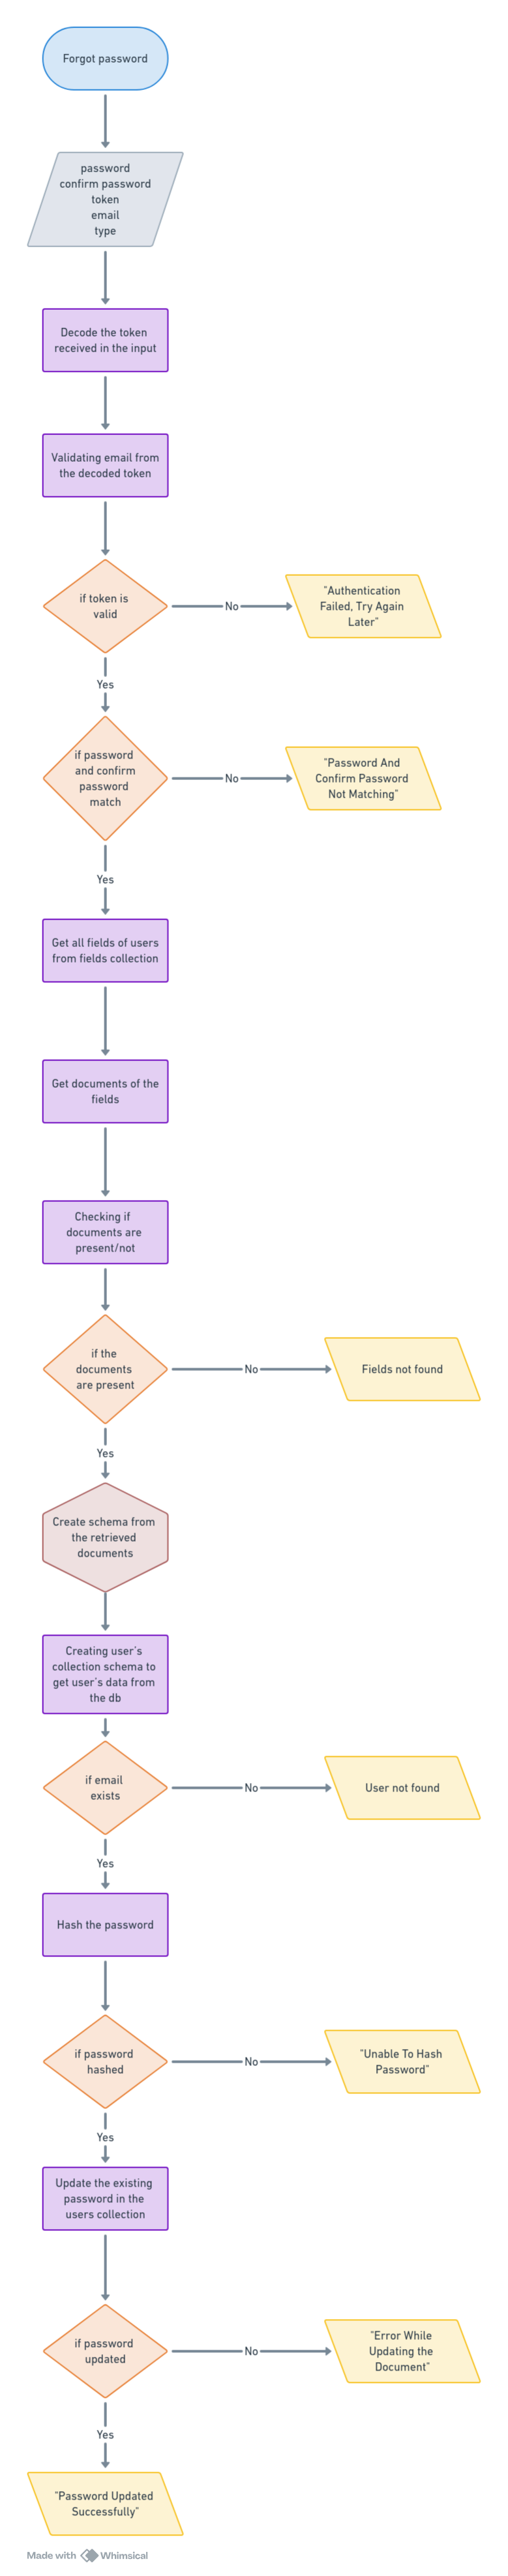 Forgot password
password
confirm password
token
email
type
Decode the token
received in the input
Validating email from
the decoded token
if token is
valid
No
"Authentication
Failed, Try Again
Later"
Yes
if password
and confirm
password
match
No
"Password And
Confirm Password
Not Matching"
Yes
Get all fields of users
from fields collection
Get documents of the
fields
Checking if
documents are
present/not
if the
documents
are present
No
Fields not found
Yes
Create schema from
the retrieved
documents
Creating user's
collection schema to
get user's data from
the db
if email
exists
No
User not found
Yes
Hash the password
if password
hashed
No
"Unable To Hash
Password"
Yes
Update the existing
password in the
users collection
if password
updated
No
"Error While
Updating the
Document"
Yes
"Password Updated
Successfully"
Made with Whimsical